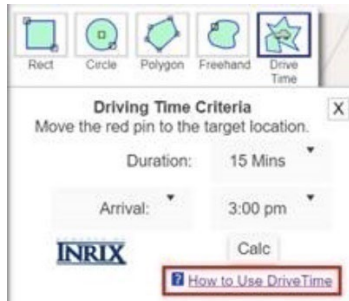 Rect Circle Polygon Freehand Drive
Time
Driving Time Criteria X
Move the red pin to the target location.
Duration: 15 Mins
Arrival: 3:00 pm
INRIX Calc
? How to Use DriveTime